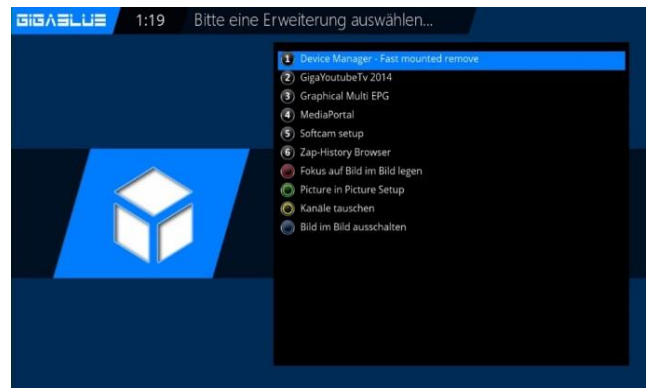 GIGABLUE 1:19 Bitte eine Erweiterung auswählen...
1 Device Manager - Fast mounted remove
2 GigaYoutubeTv 2014
3 Graphical Multi EPG
4 MediaPortal
5 Softcam setup
6 Zap-History Browser
Fokus auf Bild im Bild legen
Picture in Picture Setup
Kanäle tauschen
Bild im Bild ausschalten